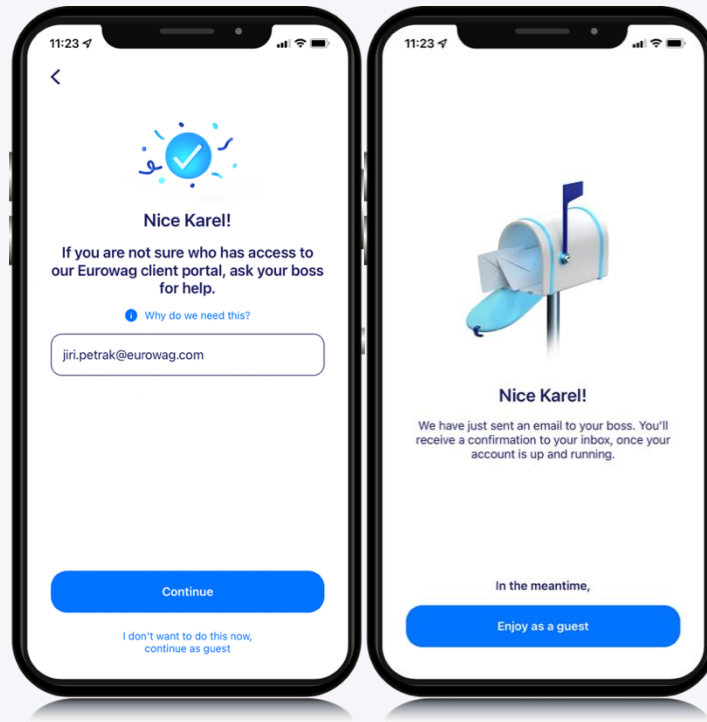 11:23
Nice Karel!
If you are not sure who has access to
our Eurowag client portal, ask your boss
for help.
Why do we need this?
jiri.petrak@eurowag.com
Continue
I don't want to do this now,
continue as guest
11:23
Nice Karel!
We have just sent an email to your boss. You'll
receive a confirmation to your inbox, once your
account is up and running.
In the meantime,
Enjoy as a guest